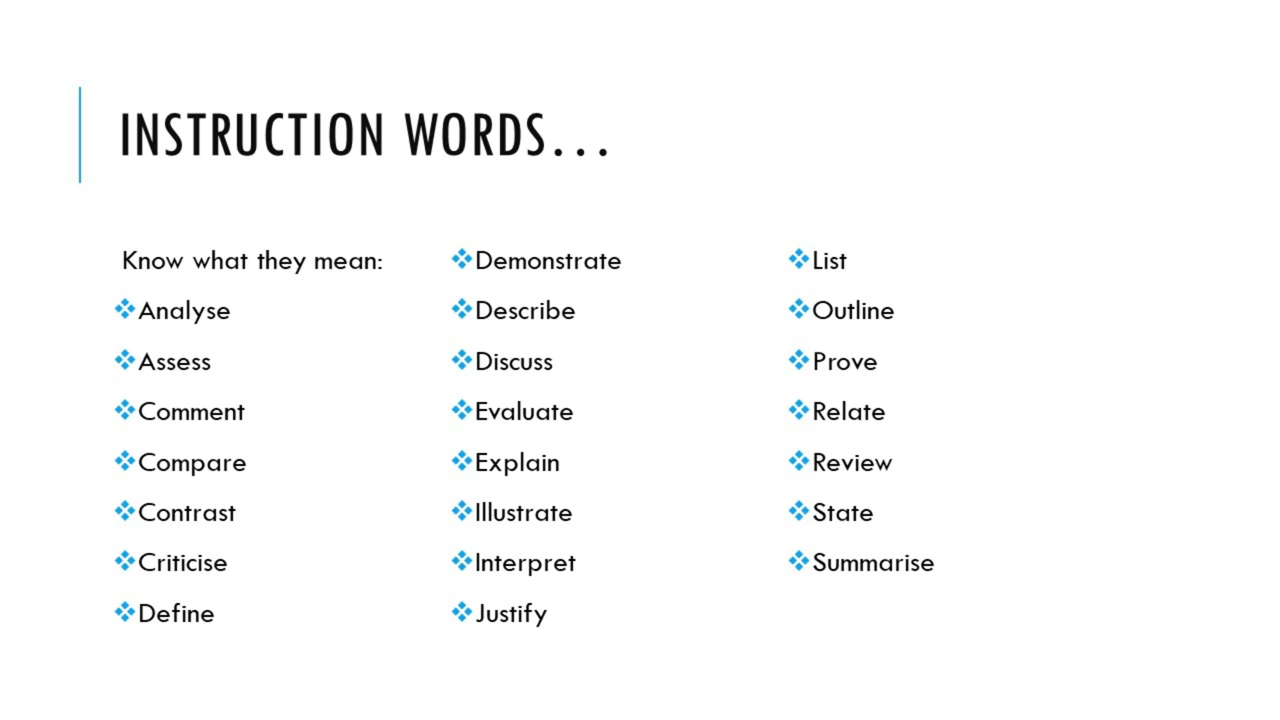 INSTRUCTION WORDS...
Know what they mean:
Analyse
Assess
Comment
Compare
Contrast
Criticise
Define
Demonstrate
Describe
Discuss
Evaluate
Explain
Illustrate
Interpret
Justify
List
Outline
Prove
Relate
Review
State
Summarise